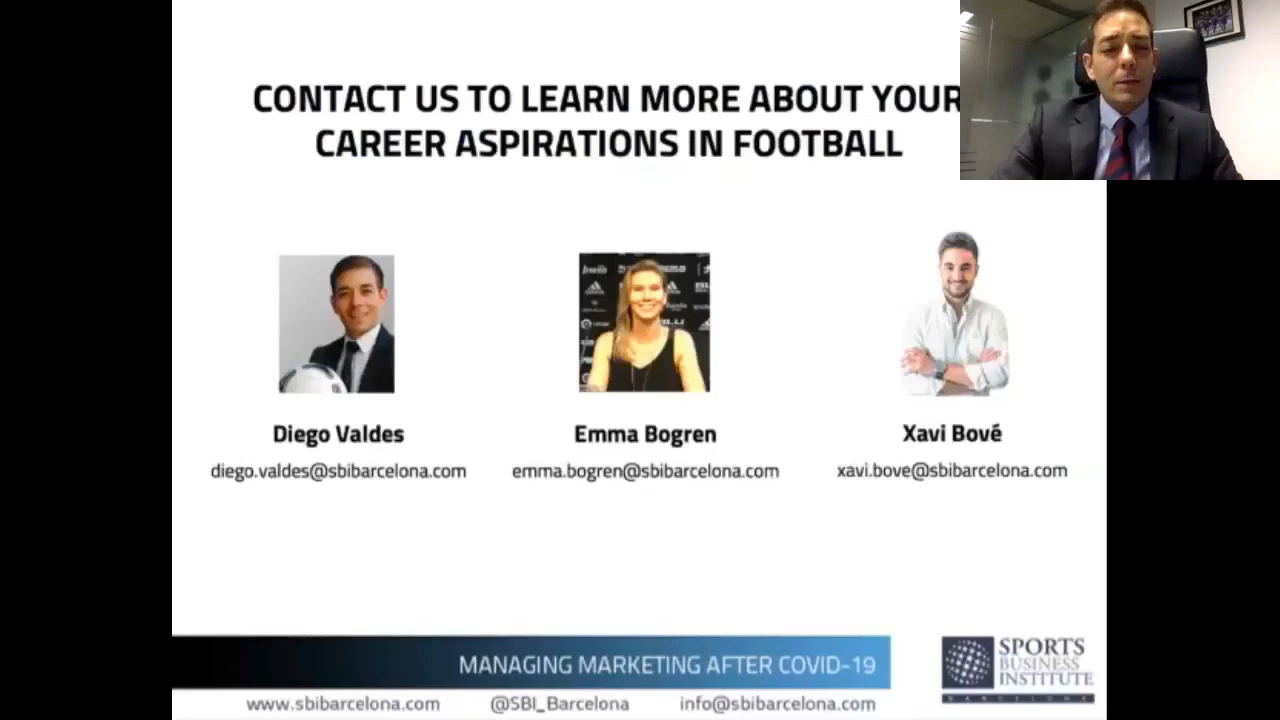 CONTACT US TO LEARN MORE ABOUT YOUR
CAREER ASPIRATIONS IN FOOTBALL
Diego Valdes
Emma Bogren
Xavi Bové
diego.valdes@sbibarcelona.com
emma.bogren@sbibarcelona.com
xavi.bove@sbibarcelona.com
MANAGING MARKETING AFTER COVID-19
www.sbibarcelona.com
@SBI_Barcelona
info@sbibarcelona.com
SPORTS
BUSINESS
INSTITUTE
BARCELONA